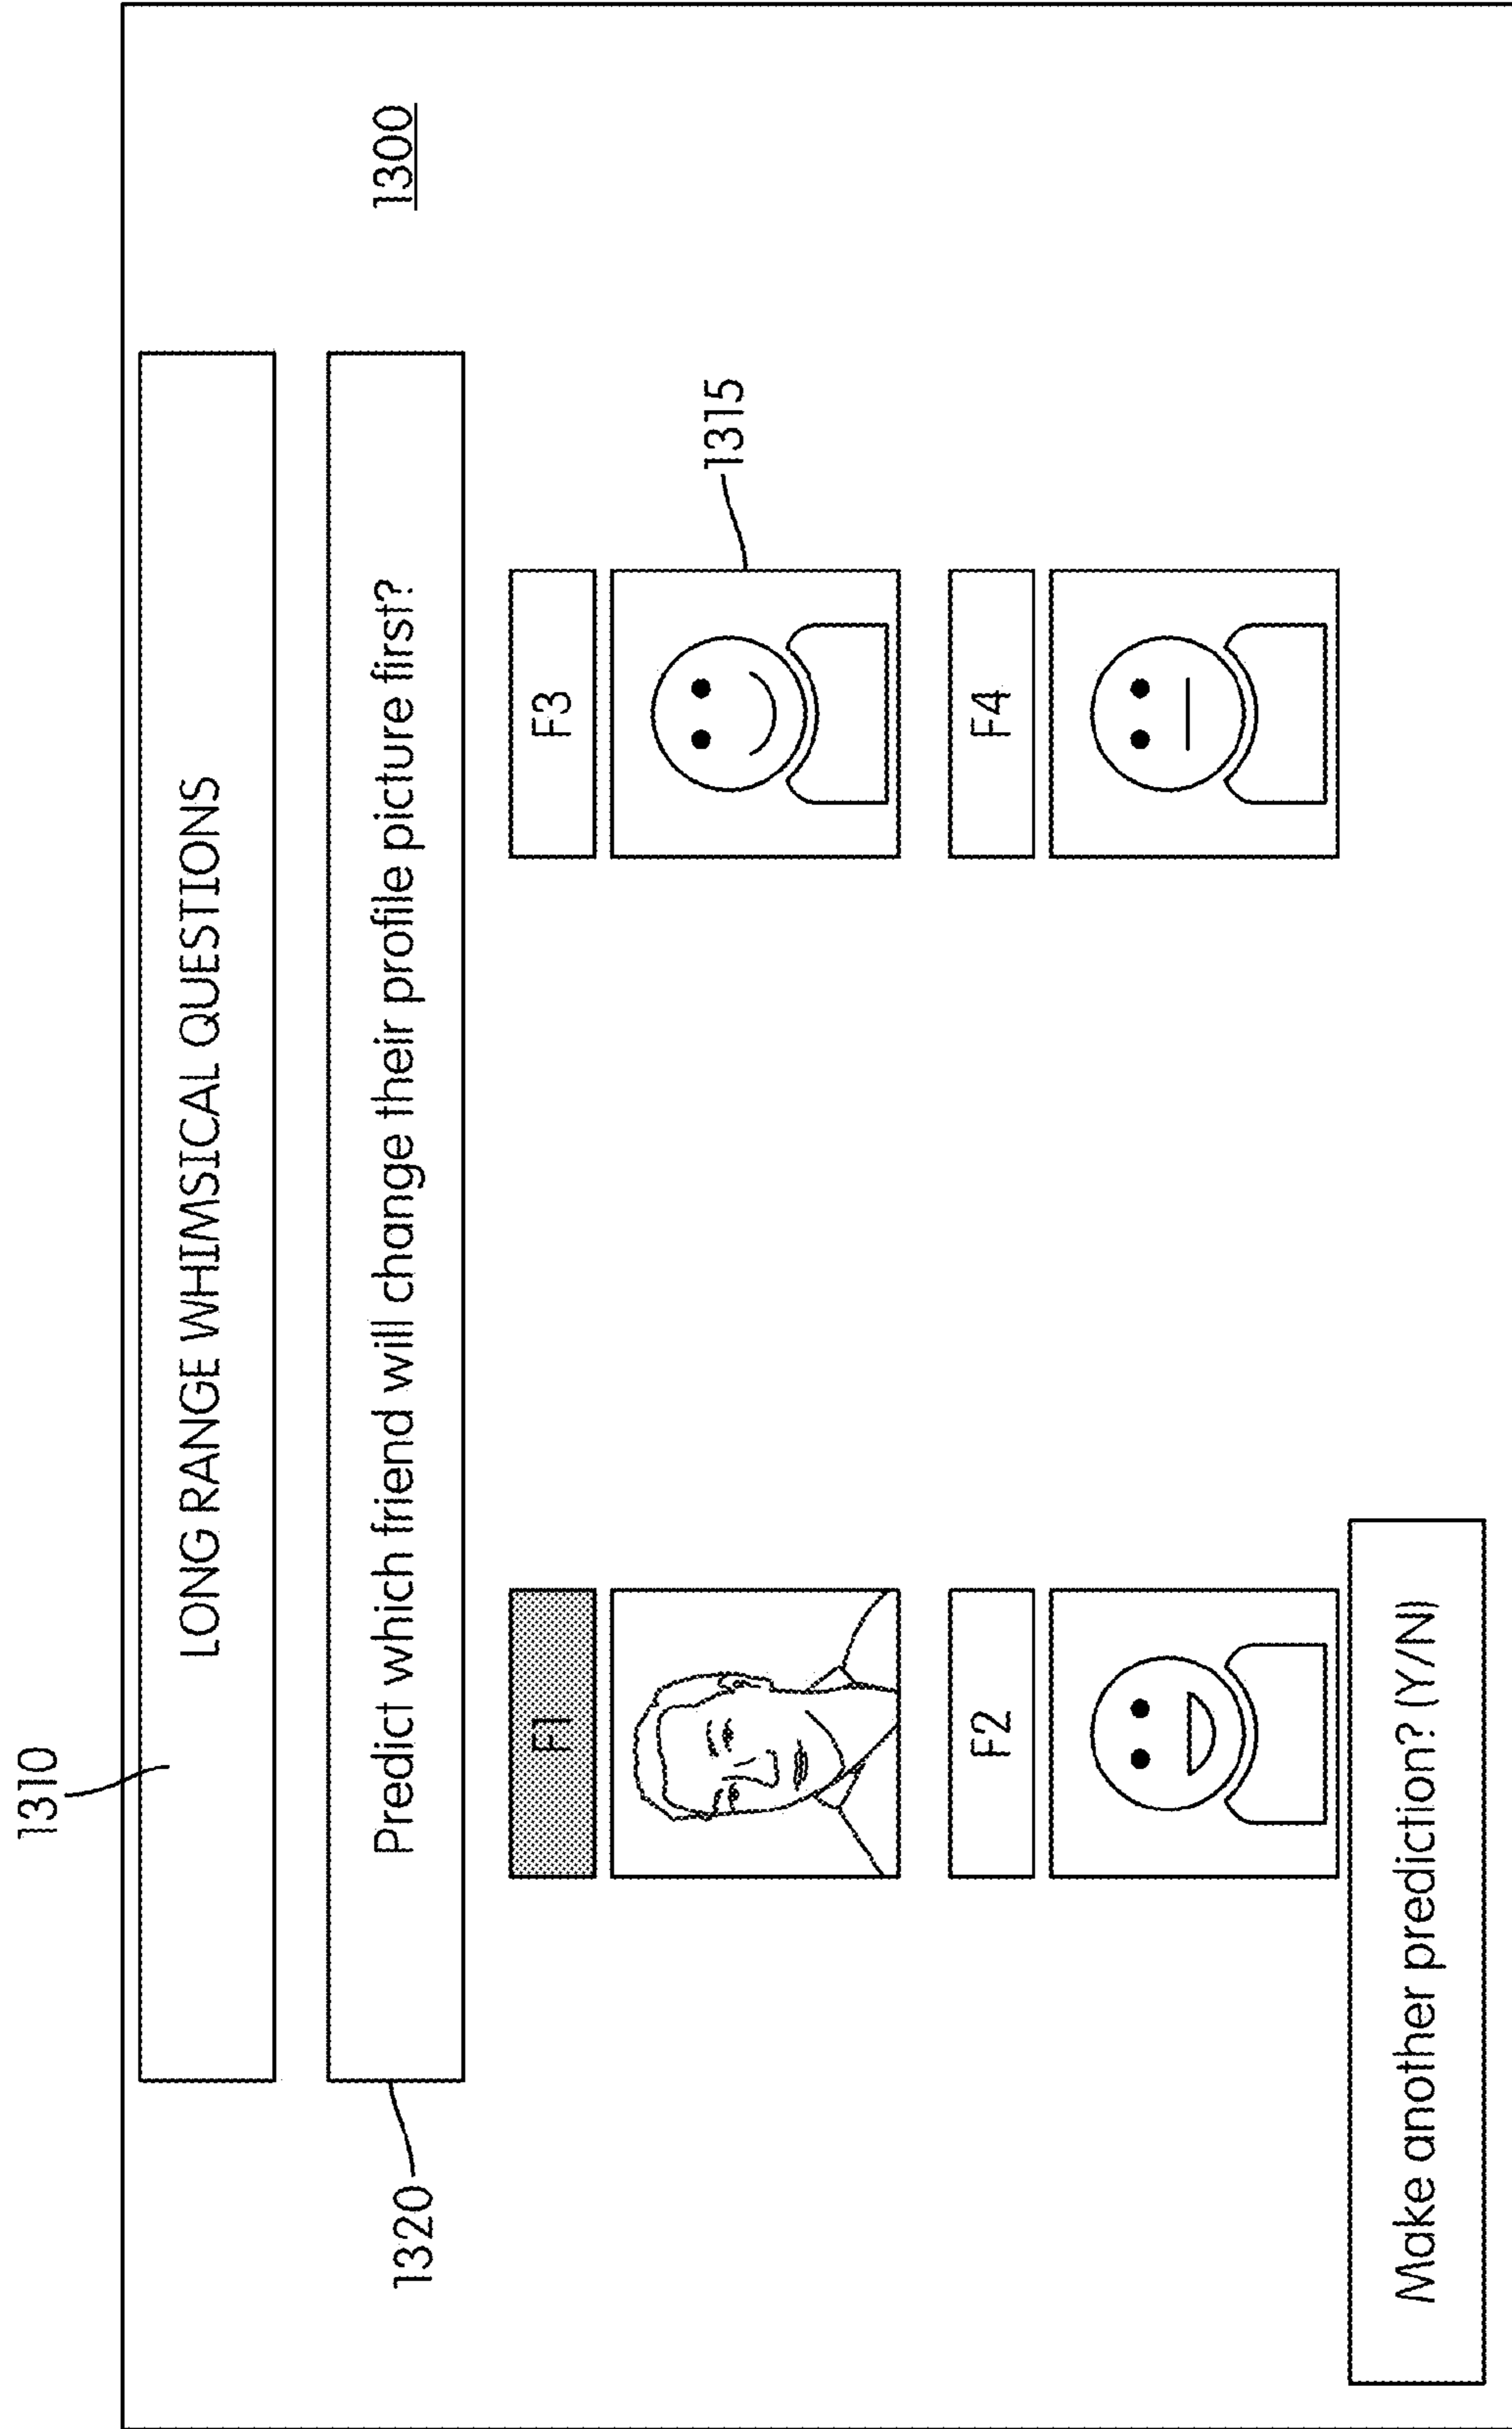 1310
LONG RANGE WHIMSICAL QUESTIONS
1320
Predict which friend will change their profile picture first?
1300
F1
F3
1315
F2
F4
Make another prediction? (Y/N)